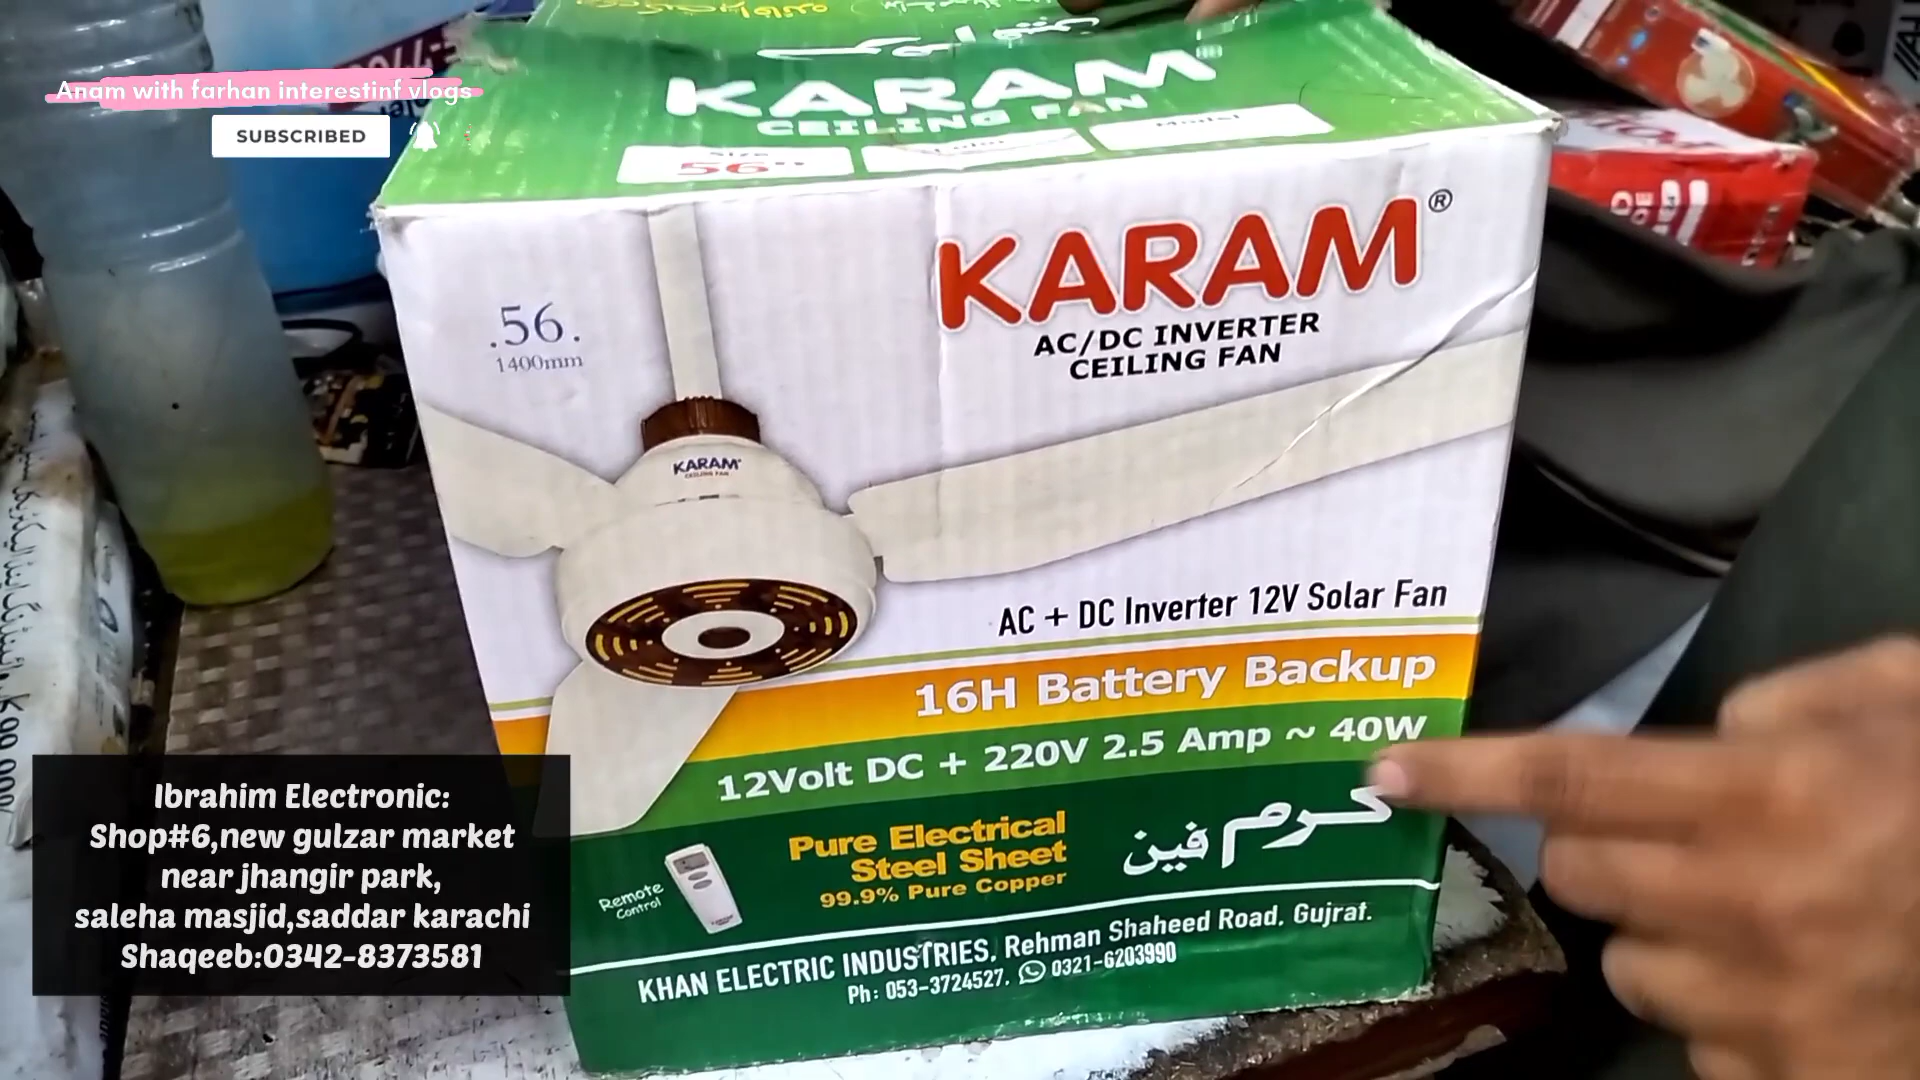 Anam with farhan interestinf vlogs
SUBSCRIBED
KARAM
CEILING FAN
Size
56"
Model
KARAM®
AC/DC INVERTER
CEILING FAN
.56.
1400mm
KARAM
CEILING FAN
AC + DC Inverter 12V Solar Fan
16H Battery Backup
12Volt DC + 220V 2.5 Amp ~ 40W
Pure Electrical
Steel Sheet
99.9% Pure Copper
کرم فین
Remote
Control
KHAN ELECTRIC INDUSTRIES, Rehman Shaheed Road, Gujrat.
Ph: 053-3724527, 0321-6203990
Ibrahim Electronic:
Shop#6,new gulzar market
near jhangir park,
saleha masjid,saddar karachi
Shaqeeb:0342-8373581